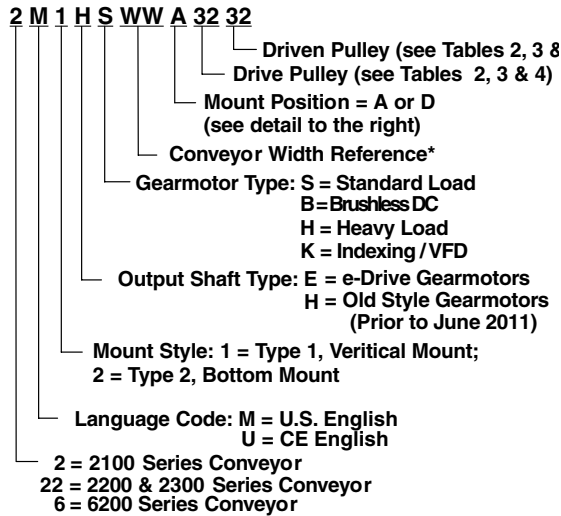 2 M 1 H S WW A 32 32
Driven Pulley (see Tables 2, 3 &
Drive Pulley (see Tables 2, 3 & 4)
Mount Position = A or D
(see detail to the right)
Conveyor Width Reference*
Gearmotor Type: S = Standard Load
B = Brushless DC
H = Heavy Load
K = Indexing / VFD
Output Shaft Type: E = e-Drive Gearmotors
H = Old Style Gearmotors
(Prior to June 2011)
Mount Style: 1 = Type 1, Veritical Mount;
2 = Type 2, Bottom Mount
Language Code: M = U.S. English
U = CE English
2 = 2100 Series Conveyor
22 = 2200 & 2300 Series Conveyor
6 = 6200 Series Conveyor